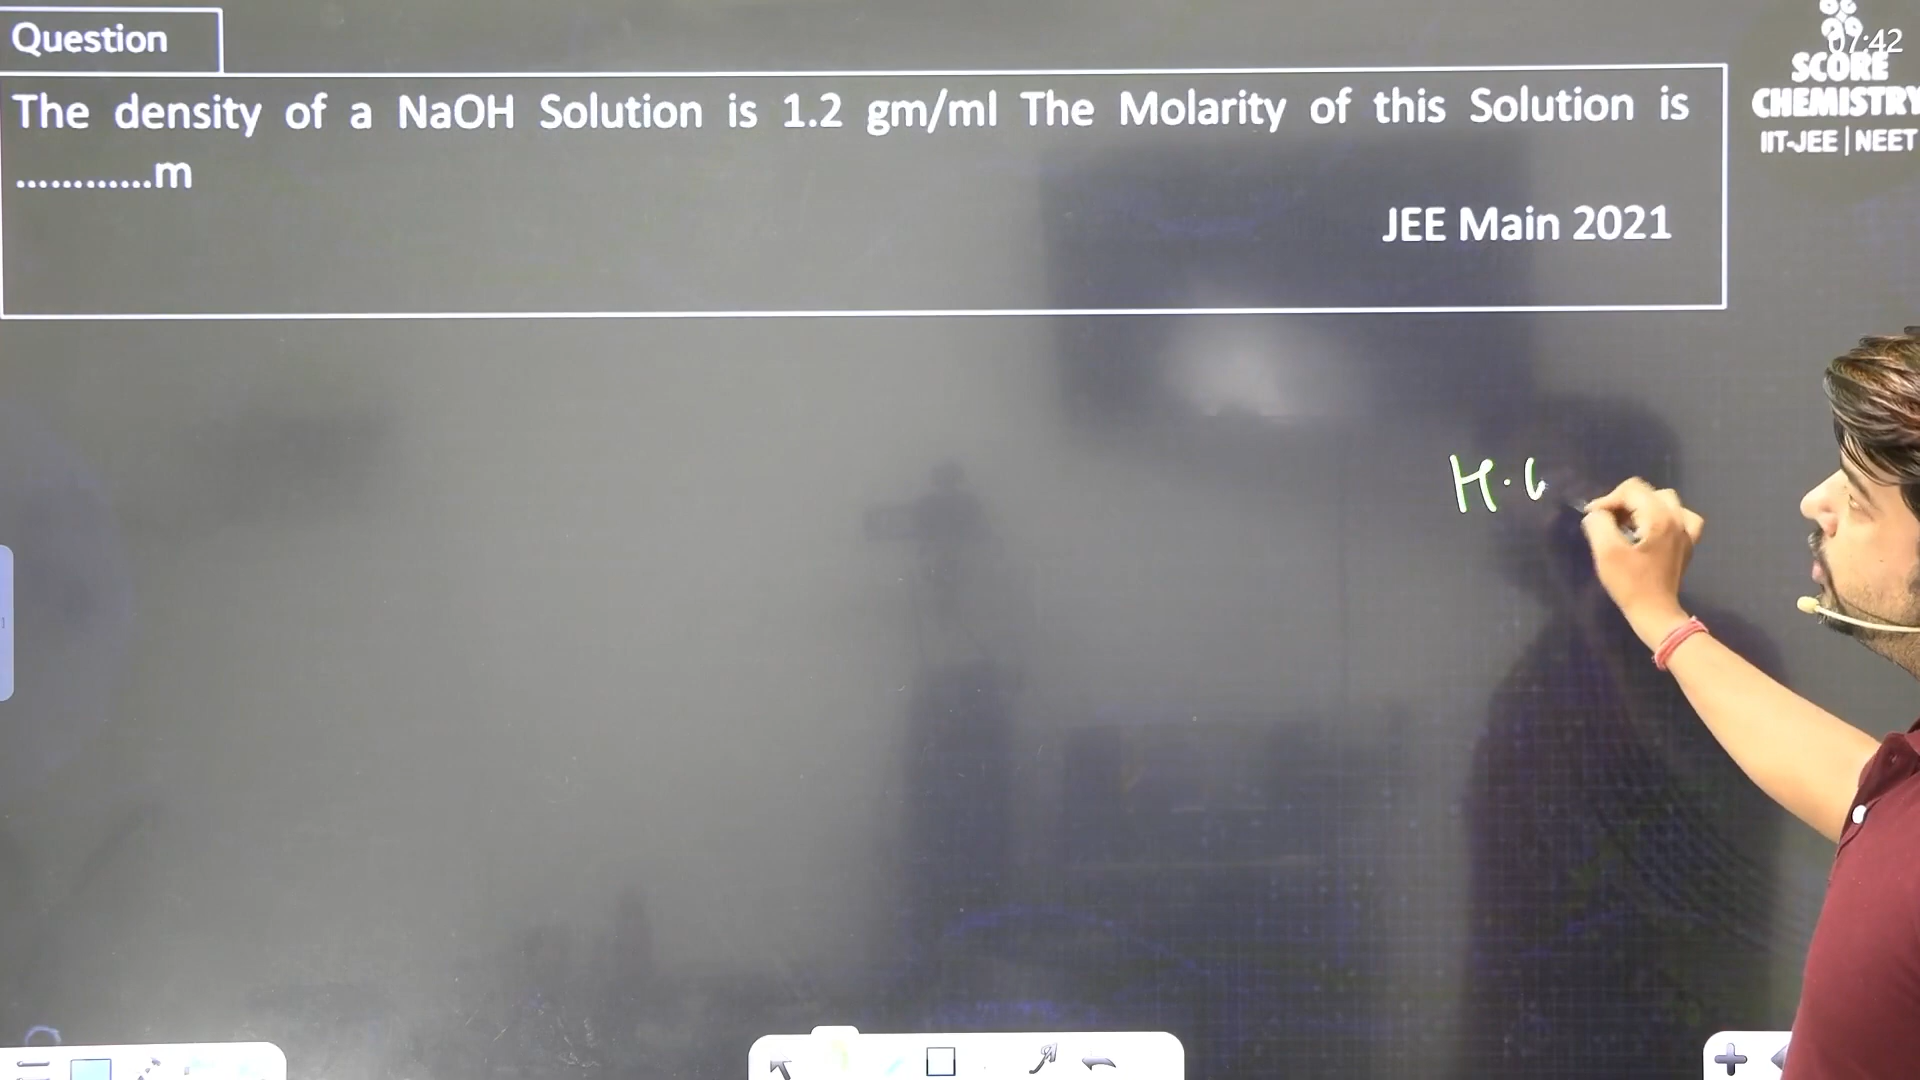 Question
07:42
SCORE
CHEMISTRY
IIT-JEE | NEET
The density of a NaOH Solution is 1.2 gm/ml The Molarity of this Solution is
............m
JEE Main 2021
H.